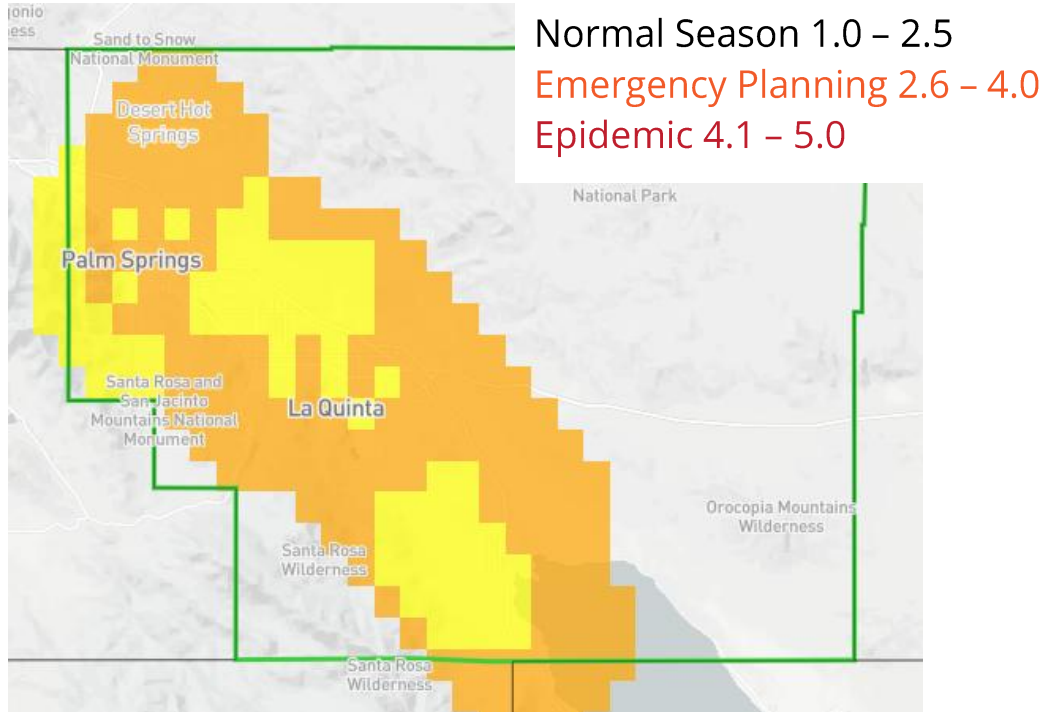 gonio
ness
Sand to Snow
National Monument
Normal Season 1.0 – 2.5
Emergency Planning 2.6 – 4.0
Epidemic 4.1 – 5.0
Desert Hot
Springs
National Park
Palm Springs
Santa Rosa and
San Jacinto
Mountains National
Monument
La Quinta
Orocopia Mountains
Wilderness
Santa Rosa
Wilderness
Santa Rosa
Wilderness